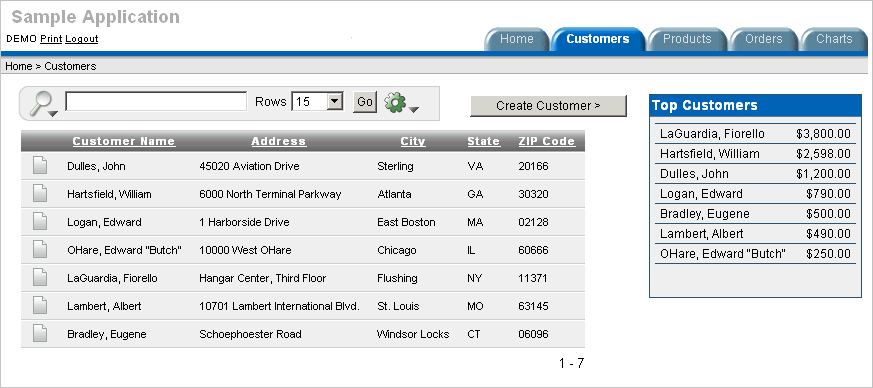 Sample Application
DEMO Print Logout
Home Customers Products Orders Charts
Home > Customers
Rows 15 Go
Create Customer >
Customer Name Address City State ZIP Code
Dulles, John 45020 Aviation Drive Sterling VA 20166
Hartsfield, William 6000 North Terminal Parkway Atlanta GA 30320
Logan, Edward 1 Harborside Drive East Boston MA 02128
OHare, Edward "Butch" 10000 West OHare Chicago IL 60666
LaGuardia, Fiorello Hangar Center, Third Floor Flushing NY 11371
Lambert, Albert 10701 Lambert International Blvd. St. Louis MO 63145
Bradley, Eugene Schoephoester Road Windsor Locks CT 06096
1 - 7
Top Customers
LaGuardia, Fiorello $3,800.00
Hartsfield, William $2,598.00
Dulles, John $1,200.00
Logan, Edward $790.00
Bradley, Eugene $500.00
Lambert, Albert $490.00
OHare, Edward "Butch" $250.00